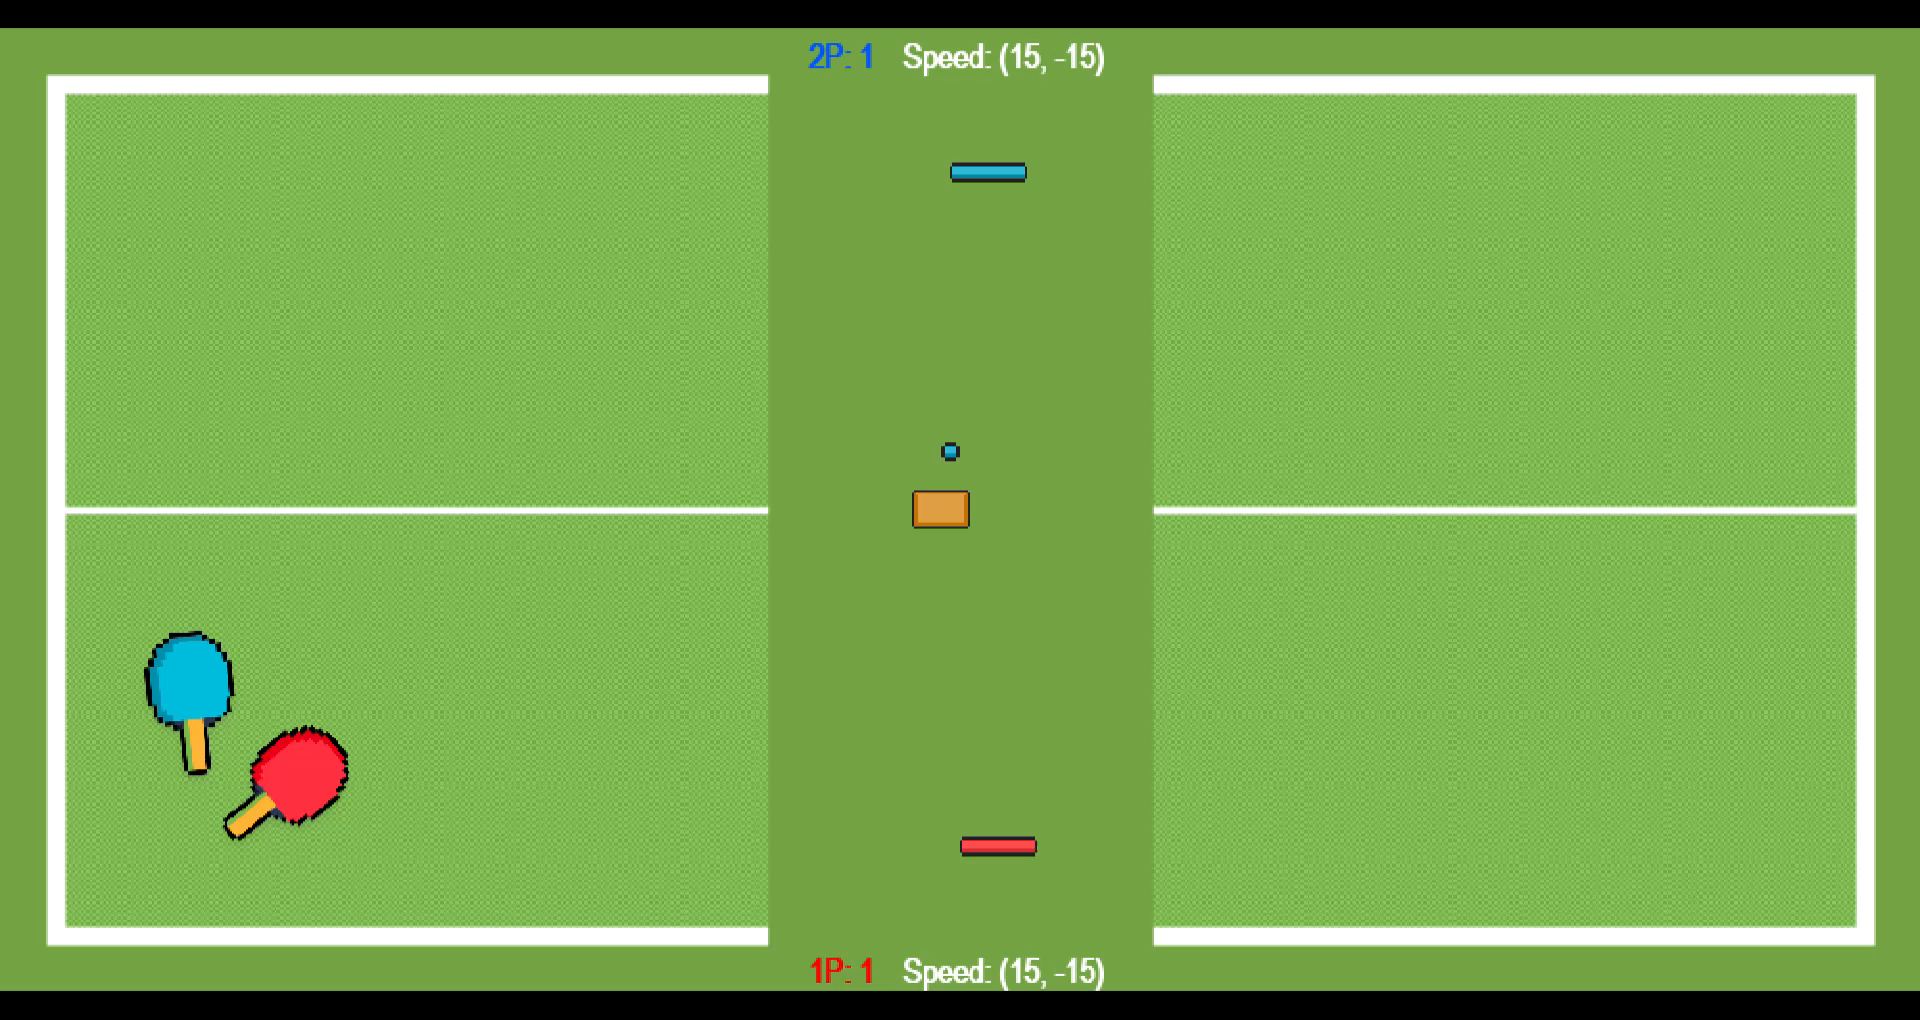 2P: 1 Speed: (15, -15)
1P: 1 Speed: (15, -15)